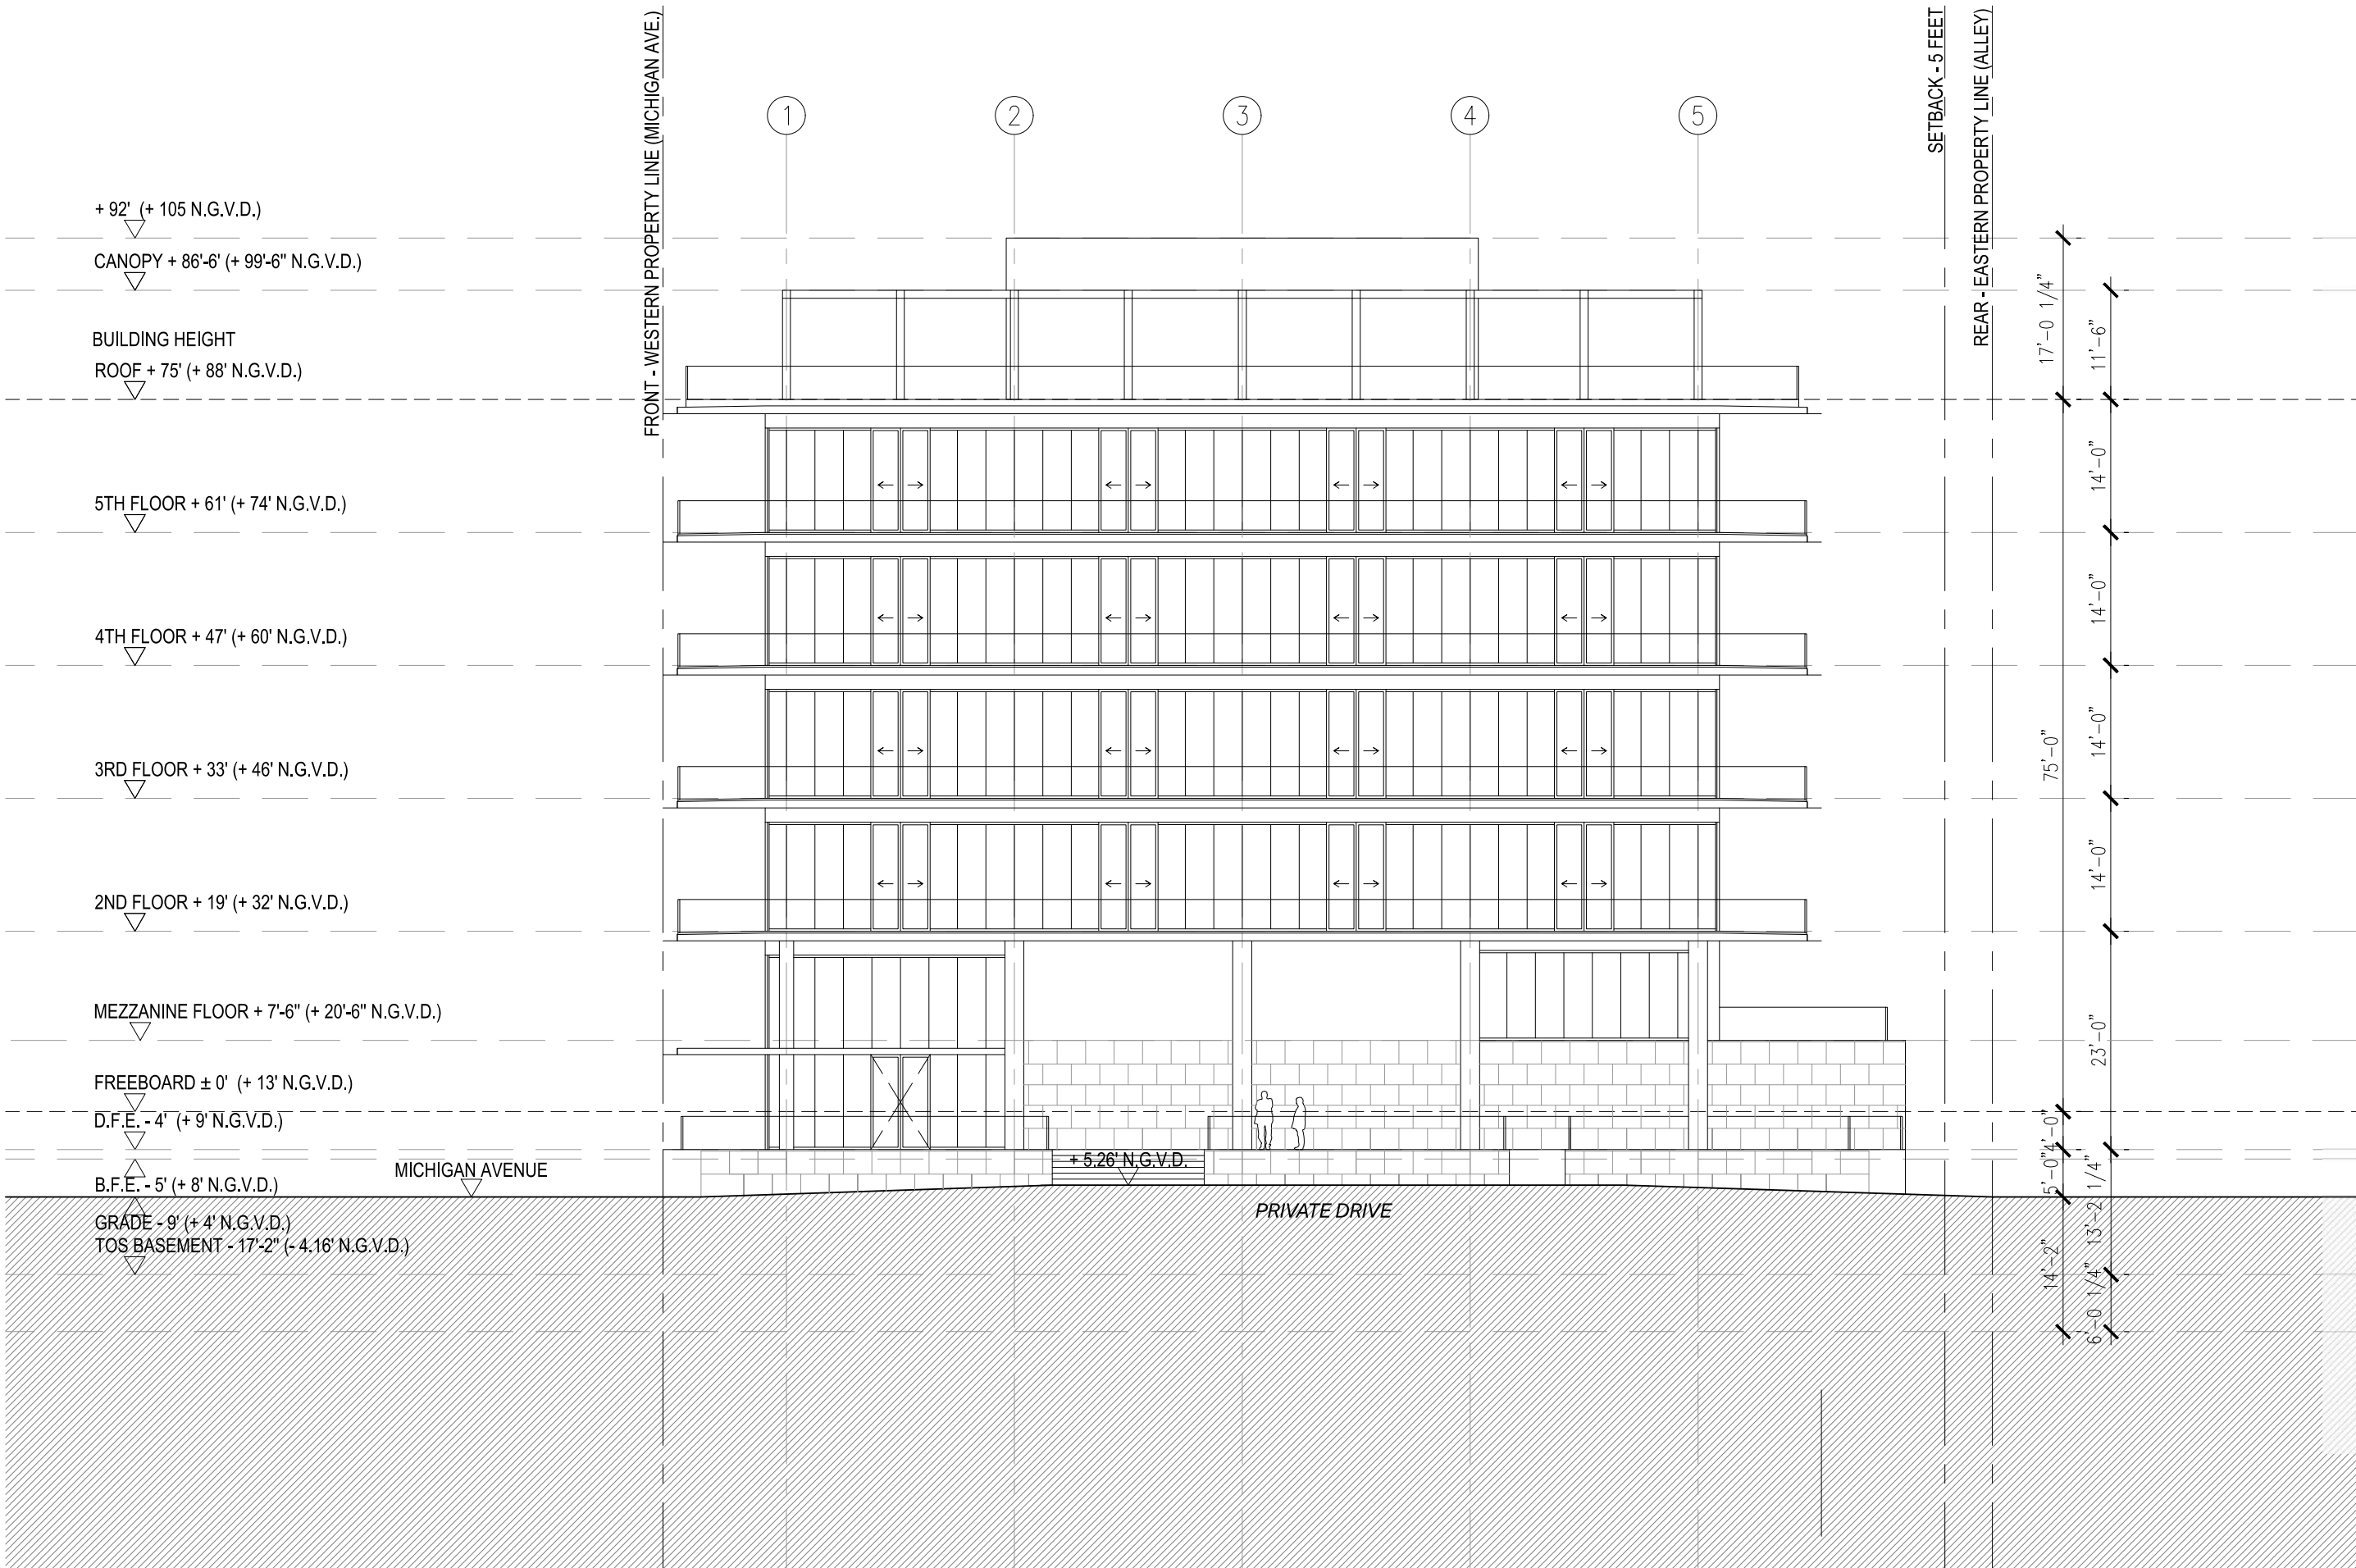 FRONT - WESTERN PROPERTY LINE (MICHIGAN AVE.)
SETBACK - 5 FEET
REAR - EASTERN PROPERTY LINE (ALLEY)
1
2
3
4
5
+ 92' (+ 105 N.G.V.D.)
CANOPY + 86'-6' (+ 99'-6" N.G.V.D.)
BUILDING HEIGHT
ROOF + 75' (+ 88' N.G.V.D.)
5TH FLOOR + 61' (+ 74' N.G.V.D.)
4TH FLOOR + 47' (+ 60' N.G.V.D.)
3RD FLOOR + 33' (+ 46' N.G.V.D.)
2ND FLOOR + 19' (+ 32' N.G.V.D.)
MEZZANINE FLOOR + 7'-6" (+ 20'-6" N.G.V.D.)
FREEBOARD ± 0' (+ 13' N.G.V.D.)
D.F.E. - 4' (+ 9' N.G.V.D.)
B.F.E. - 5' (+ 8' N.G.V.D.)
GRADE - 9' (+ 4' N.G.V.D.)
TOS BASEMENT - 17'-2" (- 4.16' N.G.V.D.)
MICHIGAN AVENUE
+ 5.26' N.G.V.D.
PRIVATE DRIVE
17'-0 1/4"
75'-0"
4'-0"
5'-0"
14'-2"
11'-6"
14'-0"
14'-0"
14'-0"
14'-0"
23'-0"
13'-2 1/4"
6'-0 1/4"